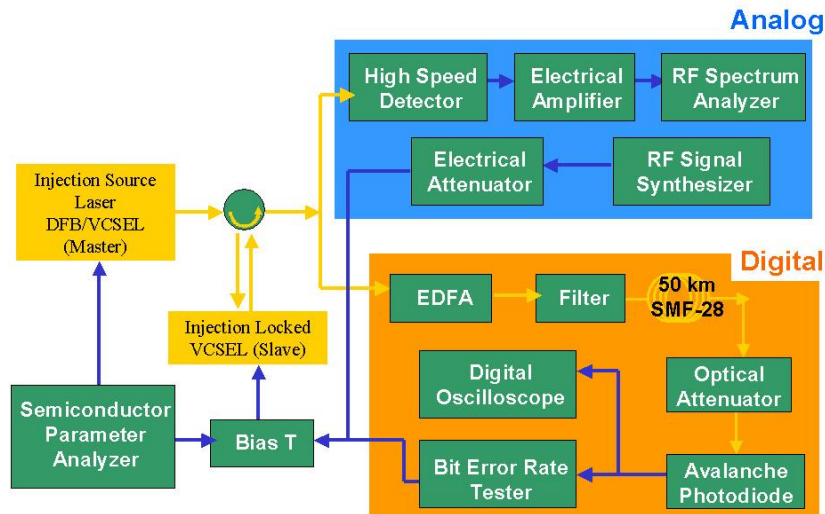 Analog
High Speed
Detector
Electrical
Amplifier
RF Spectrum
Analyzer
Electrical
Attenuator
RF Signal
Synthesizer
Injection Source
Laser
DFB/VCSEL
(Master)
Digital
EDFA
Filter
50 km
SMF-28
Injection Locked
VCSEL (Slave)
Digital
Oscilloscope
Optical
Attenuator
Semiconductor
Parameter
Analyzer
Bias T
Bit Error Rate
Tester
Avalanche
Photodiode